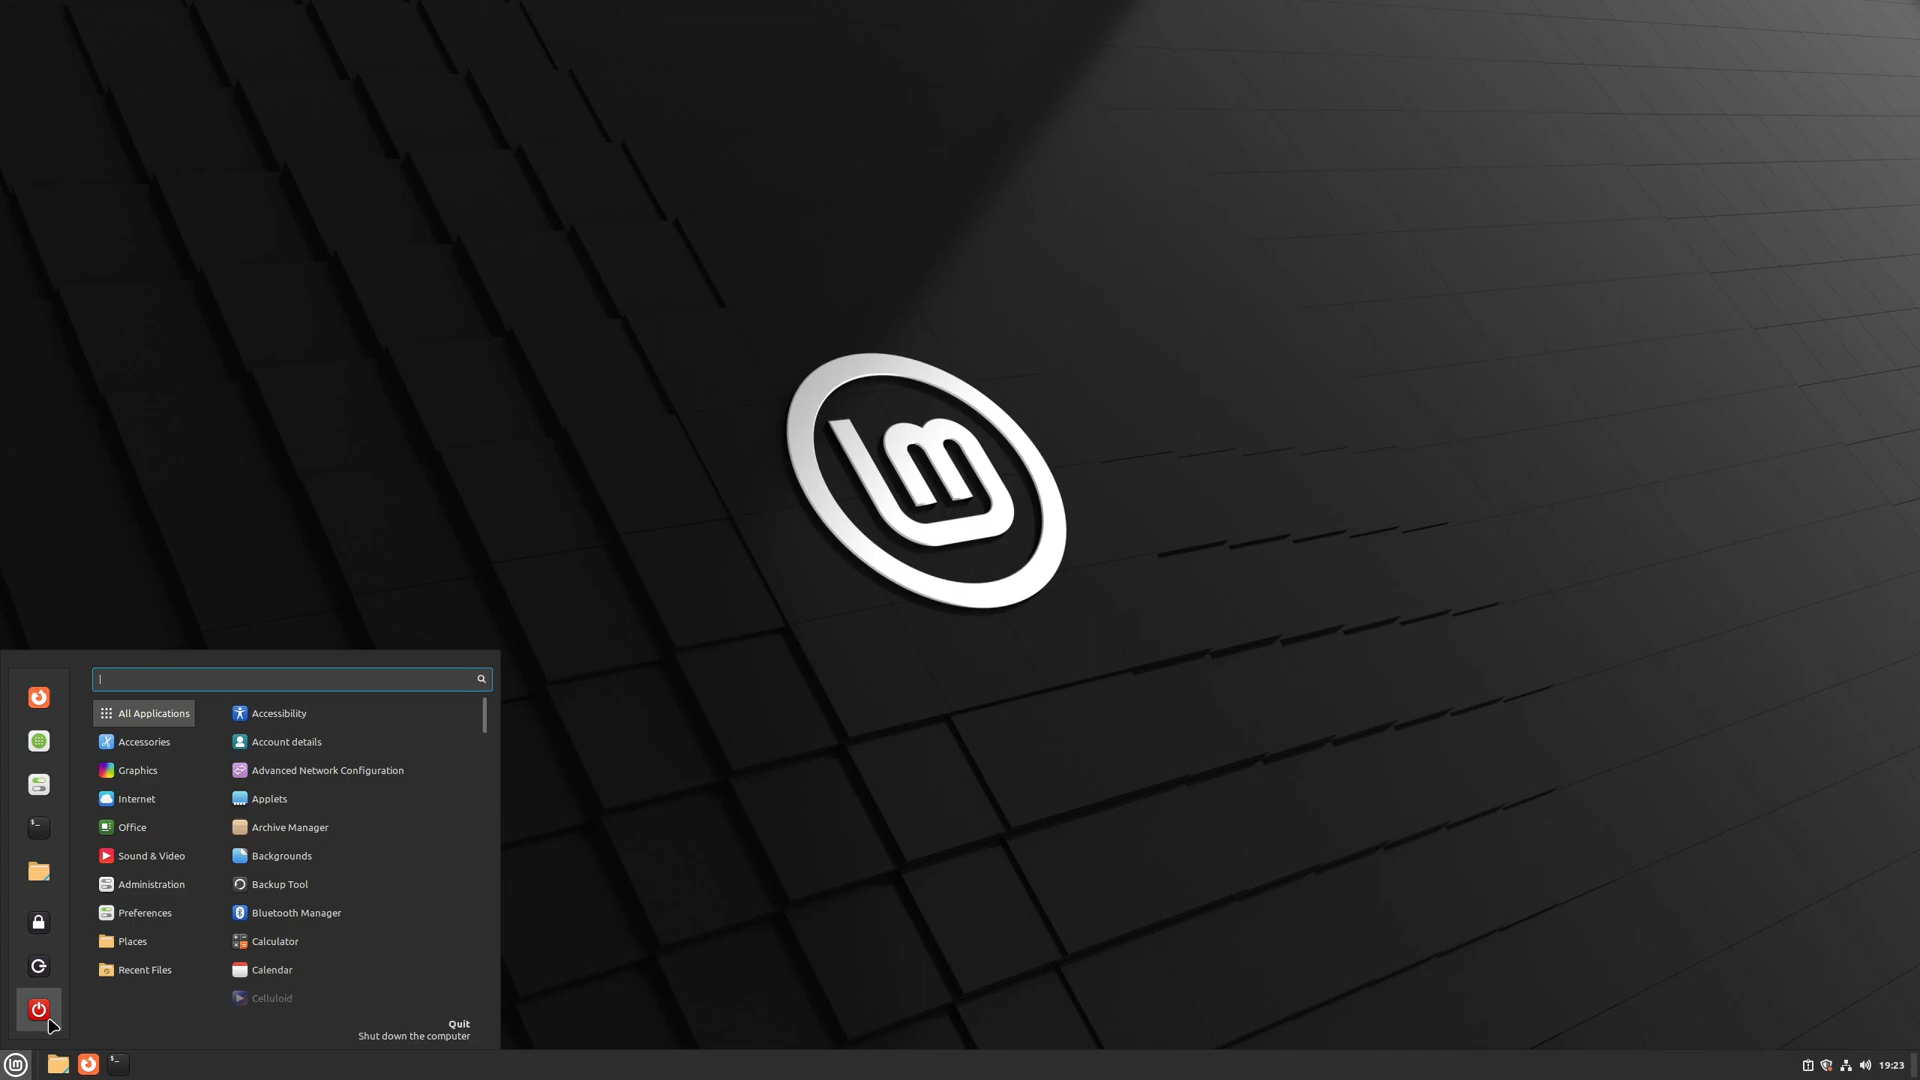 All Applications
Accessories
Graphics
Internet
Office
Sound & Video
Administration
Preferences
Places
Recent Files
Accessibility
Account details
Advanced Network Configuration
Applets
Archive Manager
Backgrounds
Backup Tool
Bluetooth Manager
Calculator
Calendar
Celluloid
Quit
Shut down the computer
19:23